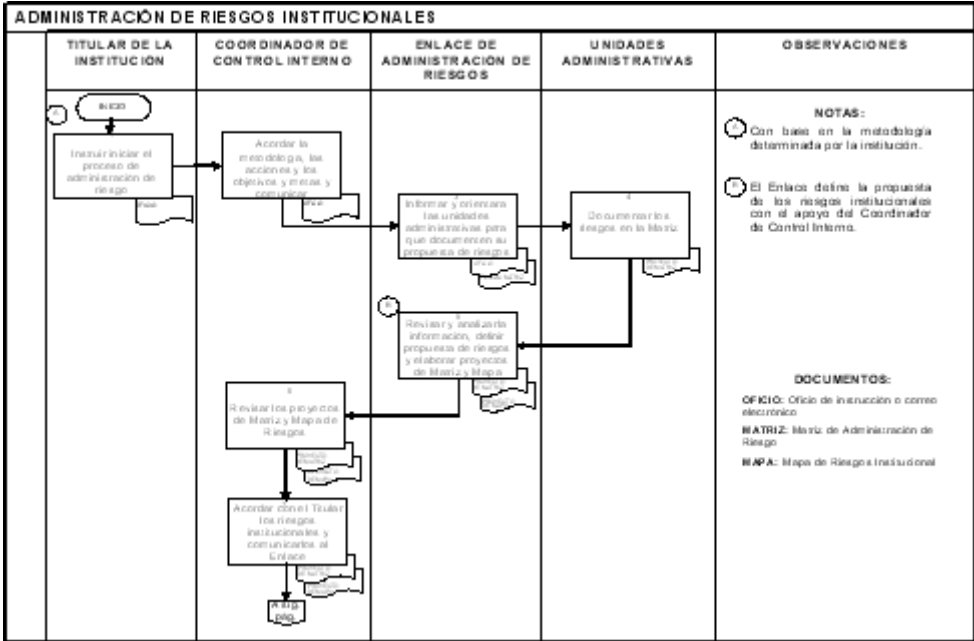 ADMINISTRACIÓN DE RIESGOS INSTITUCIONALES
TITULAR DE LA
INSTITUCIÓN
COORDINADOR DE
CONTROL INTERNO
ENLACE DE
ADMINISTRACIÓN DE
RIESGOS
UNIDADES
ADMINISTRATIVAS
OBSERVACIONES
INICIO
Instruir iniciar el
proceso de
administración de
riesgo
Acordar la
metodología, las
acciones y los
objetivos y metas y
comunicar
Informar y orientar a
las unidades
administrativas para
que documenten su
propuesta de riesgos
4
Documentar los
riesgos en la Matriz
B
Revisar y analizar la
información, definir
propuesta de riesgos
y elaborar proyectos
de Matriz y Mapa
6
Revisar los proyectos
de Matriz y Mapa de
Riesgos
Acordar con el Titular
los riesgos
institucionales y
comunicarlos al
Enlace
A sig.
pág.
NOTAS:
A
Con base en la metodología
determinada por la institución.
B
El Enlace define la propuesta
de los riesgos institucionales
con el apoyo del Coordinador
de Control Interno.
DOCUMENTOS:
OFICIO: Oficio de instrucción o correo
electrónico
MATRIZ: Matriz de Administración de
Riesgo
MAPA: Mapa de Riesgos Institucional